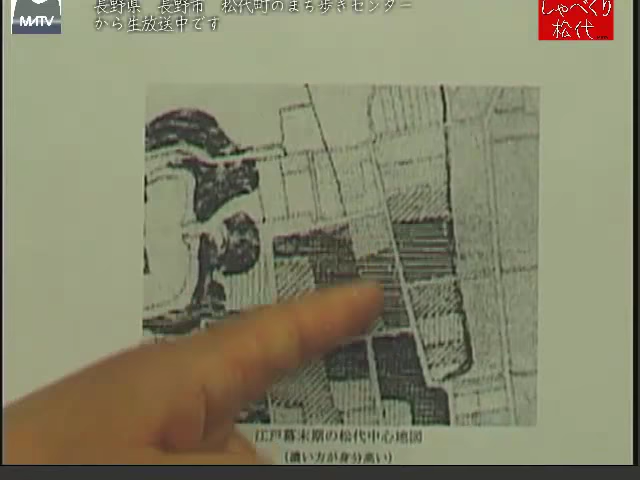 長野県　長野市　松代町のまち歩きセンター
から生放送中です
MATV
しゃべくり
松代
江戸幕末期の松代中心地図
(濃い方が身分高い)